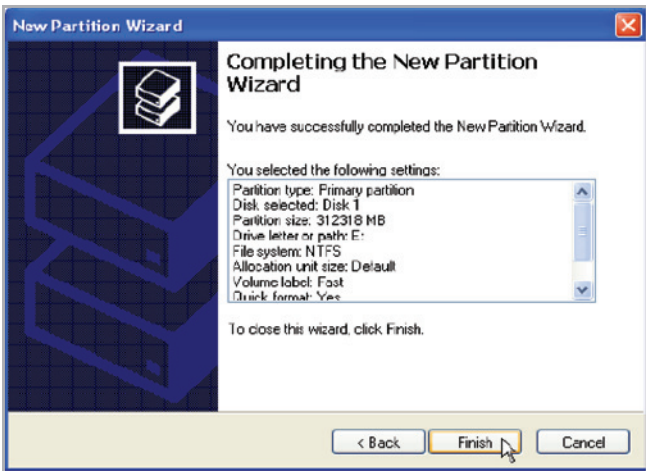 New Partition Wizard
Completing the New Partition
Wizard
You have successfully completed the New Partition Wizard.
You selected the following settings:
Partition type: Primary partition
Disk selected: Disk 1
Partition size: 312318 MB
Drive letter or path: E:
File system: NTFS
Allocation unit size: Default
Volume label: Fast
Quick format: Yes
To close this wizard, click Finish.
< Back
Finish
Cancel